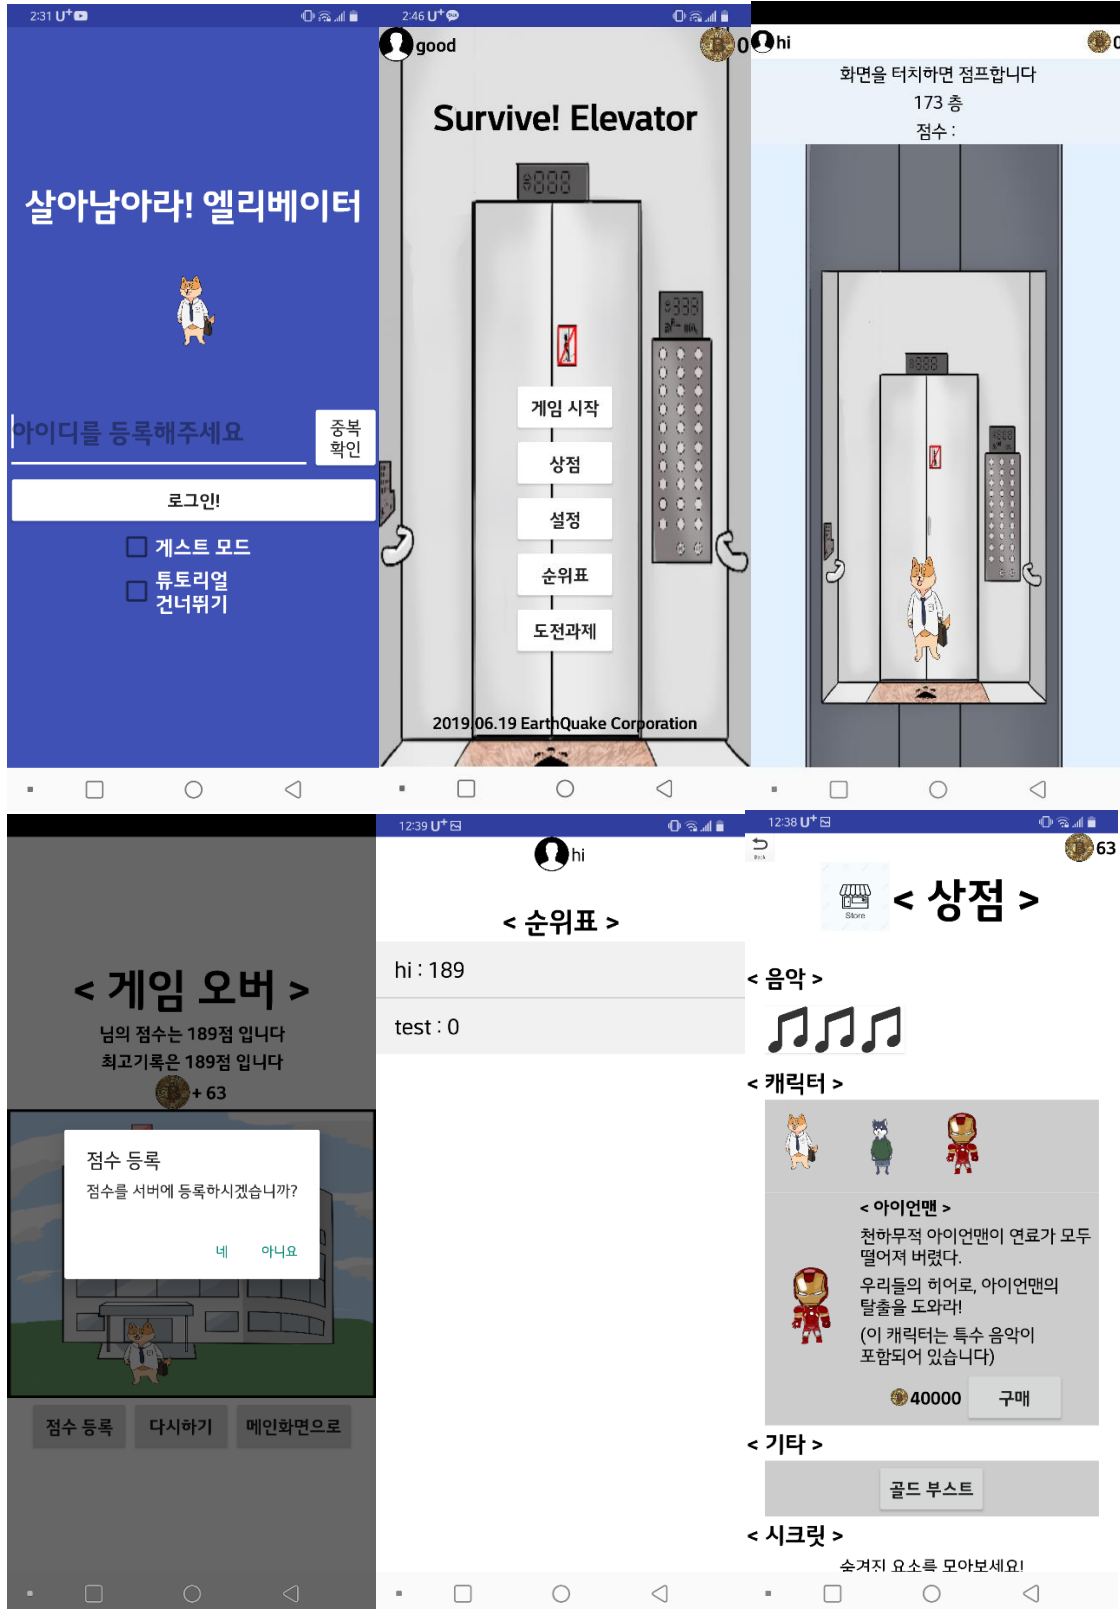 2:31 U+
살아남아라! 엘리베이터
아이디를 등록해주세요
중복
확인
로그인!
게스트 모드
튜토리얼
건너뛰기
2:46 U+
good
0
Survive! Elevator
게임 시작
상점
설정
순위표
도전과제
2019.06.19 EarthQuake Corporation
hi
0
화면을 터치하면 점프합니다
173 층
점수 :
< 게임 오버 >
님의 점수는 189점 입니다
최고기록은 189점 입니다
+ 63
점수 등록
점수를 서버에 등록하시겠습니까?
네 아니요
점수 등록
다시하기
메인화면으로
12:39 U+
hi
< 순위표 >
hi : 189
test : 0
12:38 U+
Back
63
Store
< 상점 >
< 음악 >
< 캐릭터 >
< 아이언맨 >
천하무적 아이언맨이 연료가 모두
떨어져 버렸다.
우리들의 히어로, 아이언맨의
탈출을 도와라!
(이 캐릭터는 특수 음악이
포함되어 있습니다)
40000
구매
< 기타 >
골드 부스트
< 시크릿 >
숨겨진 요소를 모아보세요!